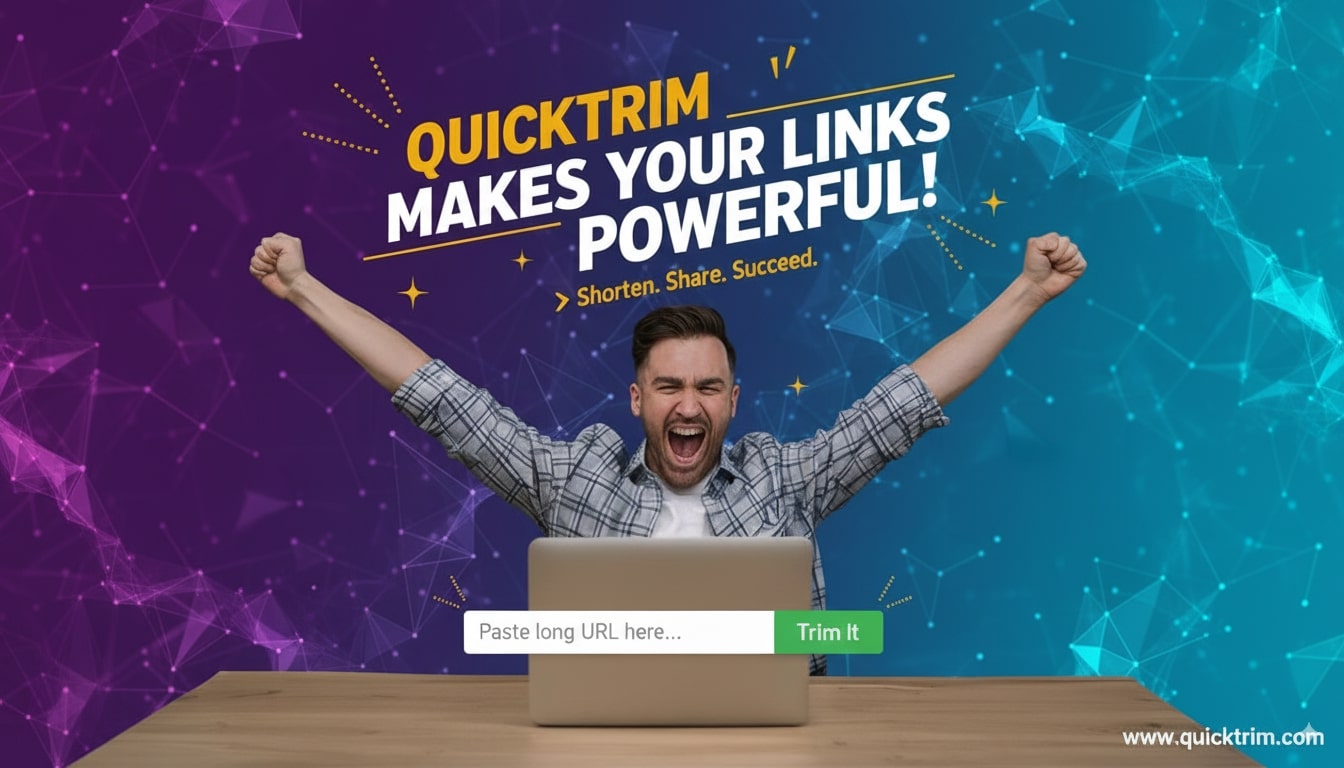 QUICKTRIM
MAKES YOUR LINKS
POWERFUL!
Shorten. Share. Succeed.
Paste long URL here...
Trim It
www.quicktrim.com